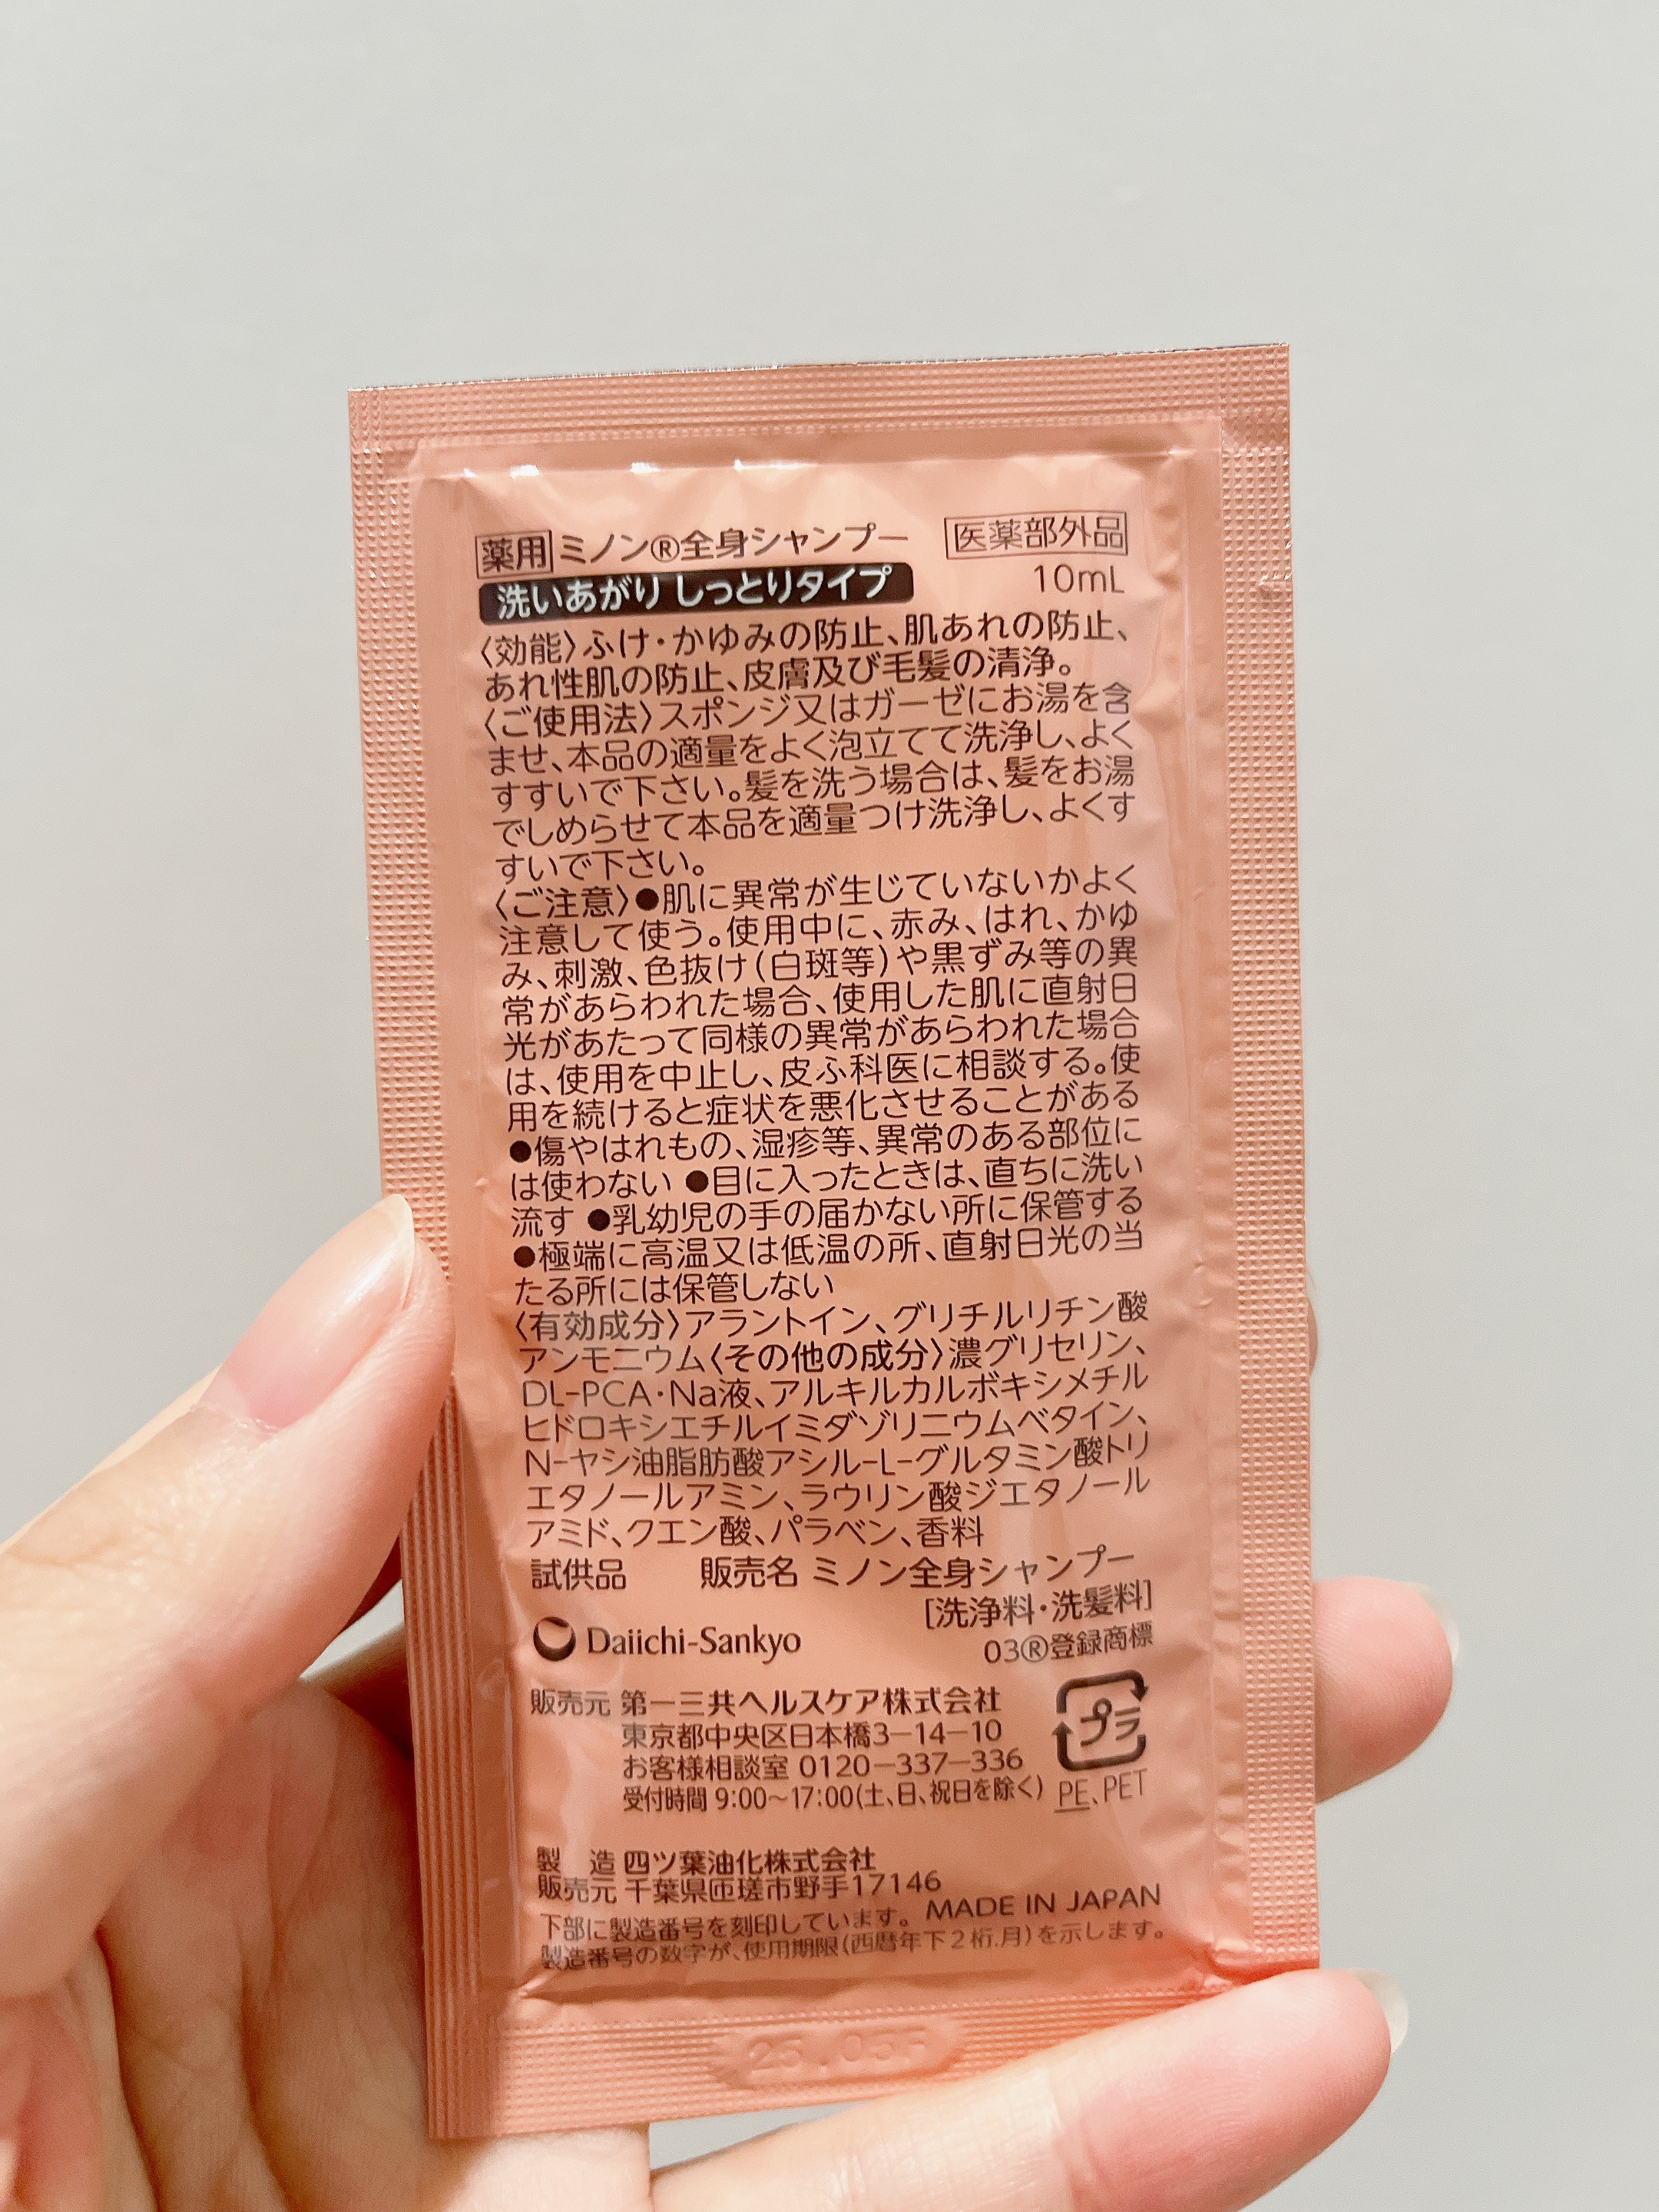 薬用 ミノン®全身シャンプー 医薬部外品
洗いあがり しっとりタイプ 10mL
〈効能〉ふけ・かゆみの防止、肌あれの防止、
あれ性肌の防止、皮膚及び毛髪の清浄。
〈ご使用法〉スポンジ又はガーゼにお湯を含
ませ、本品の適量をよく泡立てて洗浄し、よく
すすいで下さい。髪を洗う場合は、髪をお湯
でしめらせて本品を適量つけ洗浄し、よくす
すいで下さい。
〈ご注意〉●肌に異常が生じていないかよく
注意して使う。使用中に、赤み、はれ、かゆ
み、刺激、色抜け(白斑等)や黒ずみ等の異
常があらわれた場合、使用した肌に直射日
光があたって同様の異常があらわれた場合
は、使用を中止し、皮ふ科医に相談する。使
用を続けると症状を悪化させることがある
●傷やはれもの、湿疹等、異常のある部位に
は使わない ●目に入ったときは、直ちに洗い
流す ●乳幼児の手の届かない所に保管する
●極端に高温又は低温の所、直射日光の当
たる所には保管しない
〈有効成分〉アラントイン、グリチルリチン酸
アンモニウム〈その他の成分〉濃グリセリン、
DL-PCA・Na液、アルキルカルボキシメチル
ヒドロキシエチルイミダゾリニウムベタイン、
N-ヤシ油脂肪酸アシル-L-グルタミン酸トリ
エタノールアミン、ラウリン酸ジエタノール
アミド、クエン酸、パラベン、香料
試供品 販売名 ミノン全身シャンプー
[洗浄料・洗髪料]
Daiichi-Sankyo 03®登録商標
販売元 第一三共ヘルスケア株式会社
東京都中央区日本橋3-14-10
お客様相談室 0120-337-336
受付時間 9:00~17:00(土、日、祝日を除く)
プラ
PE、PET
製 造 四ツ葉油化株式会社
販売元 千葉県匝瑳市野手17146
下部に製造番号を刻印しています。 MADE IN JAPAN
製造番号の数字が、使用期限(西暦年下2桁.月)を示します。